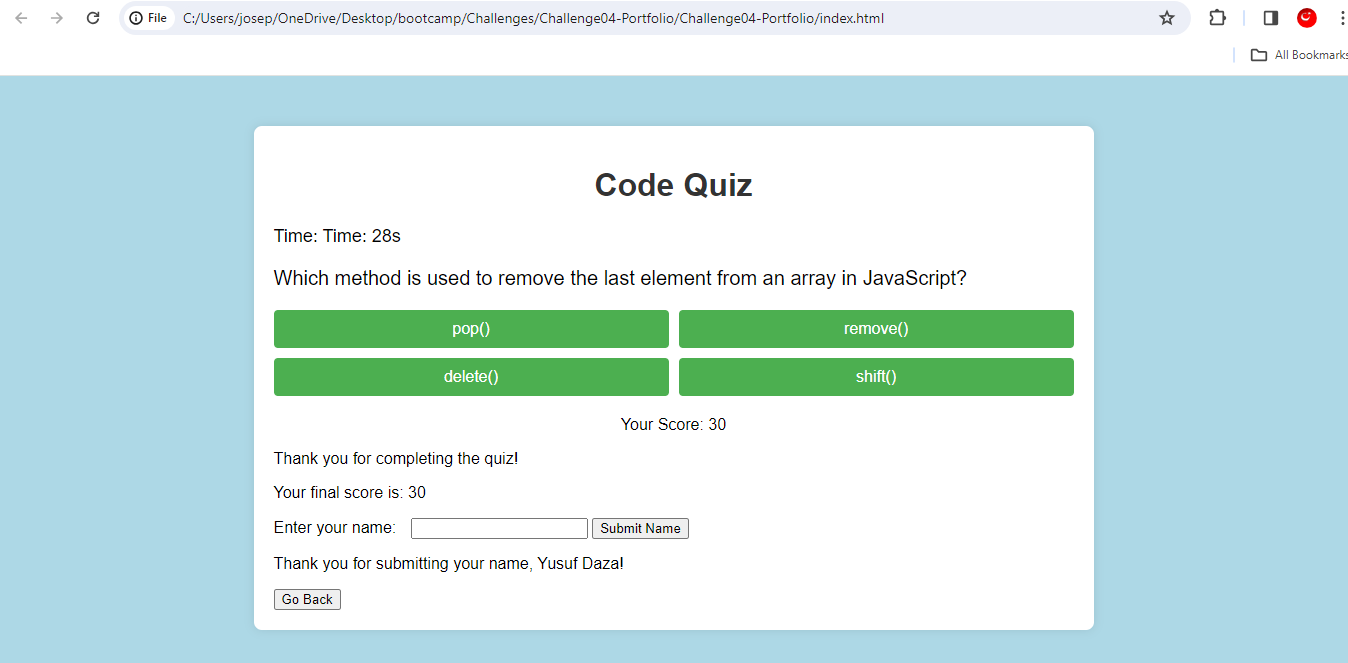 File C:/Users/josep/OneDrive/Desktop/bootcamp/Challenges/Challenge04-Portfolio/Challenge04-Portfolio/index.html
All Bookmarks
Code Quiz
Time: Time: 28s
Which method is used to remove the last element from an array in JavaScript?
pop() remove()
delete() shift()
Your Score: 30
Thank you for completing the quiz!
Your final score is: 30
Enter your name: Submit Name
Thank you for submitting your name, Yusuf Daza!
Go Back